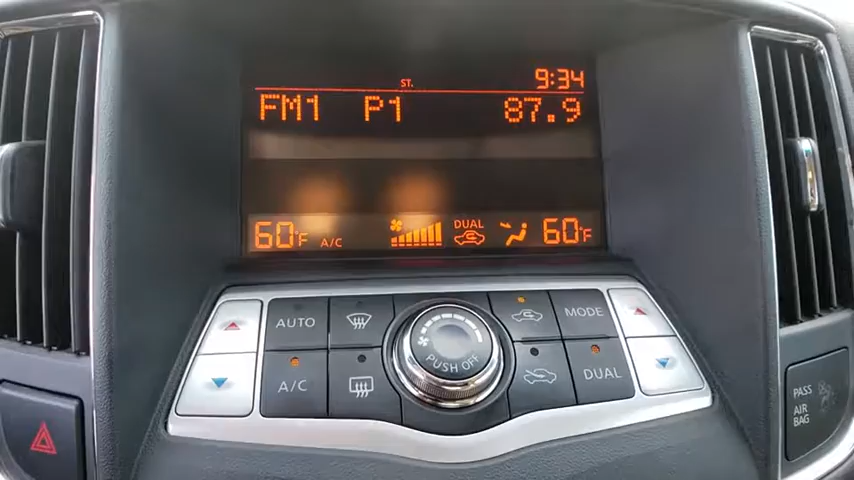 ST. 9:34
FM1 P1 87.9
60°F A/C DUAL 60°F
AUTO MODE
PUSH OFF
A/C DUAL
PASS
AIR
BAG